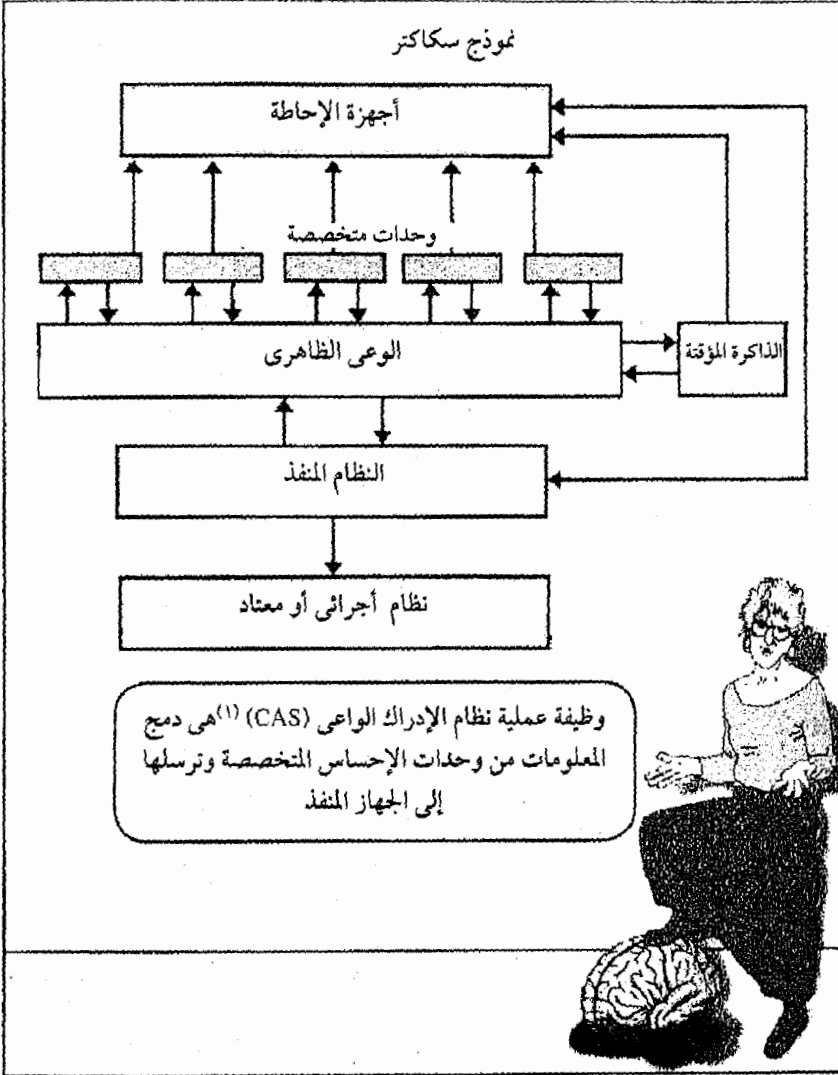 نموذج سكاكتر
أجهزة الإحاطة
وحدات متخصصة
الوعى الظاهرى
الذاكرة المؤقتة
النظام المنفذ
نظام أجرائى أو معتاد
وظيفة عملية نظام الإدراك الواعى (CAS) (١) هى دمج
المعلومات من وحدات الإحساس المتخصصة وترسلها
إلى الجهاز المنفذ.